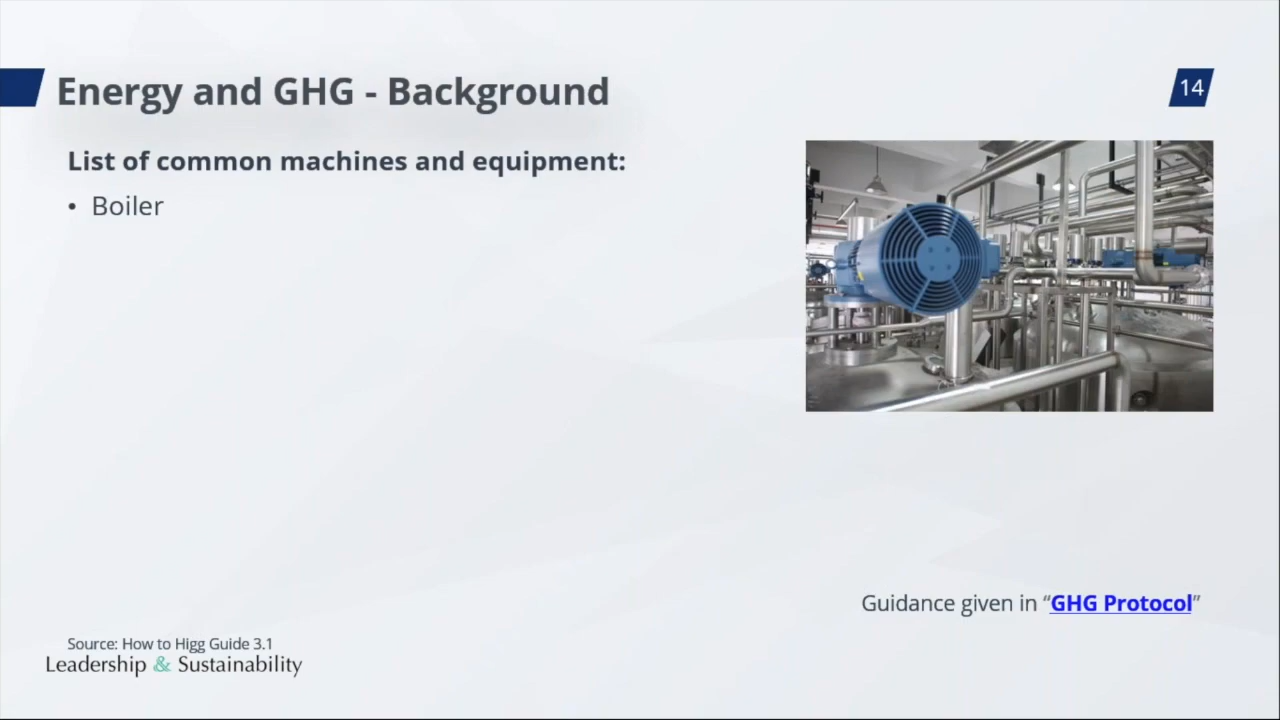 Energy and GHG - Background
14
List of common machines and equipment:
• Boiler
Guidance given in “GHG Protocol”
Source: How to Higg Guide 3.1
Leadership & Sustainability